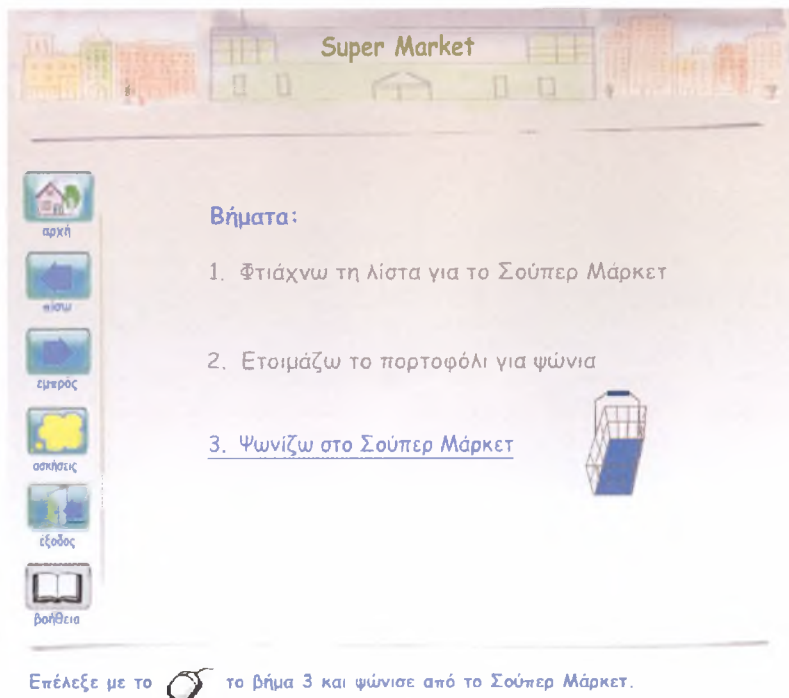 Super Market
αρχή
πίσω
εμπρός
ασκήσεις
έξοδος
βοήθεια
Βήματα:
1. Φτιάχνω τη λίστα για το Σούπερ Μάρκετ
2. Ετοιμάζω το πορτοφόλι για ψώνια
3. Ψωνίζω στο Σούπερ Μάρκετ
Επέλεξε με το το βήμα 3 και ψώνισε από το Σούπερ Μάρκετ.